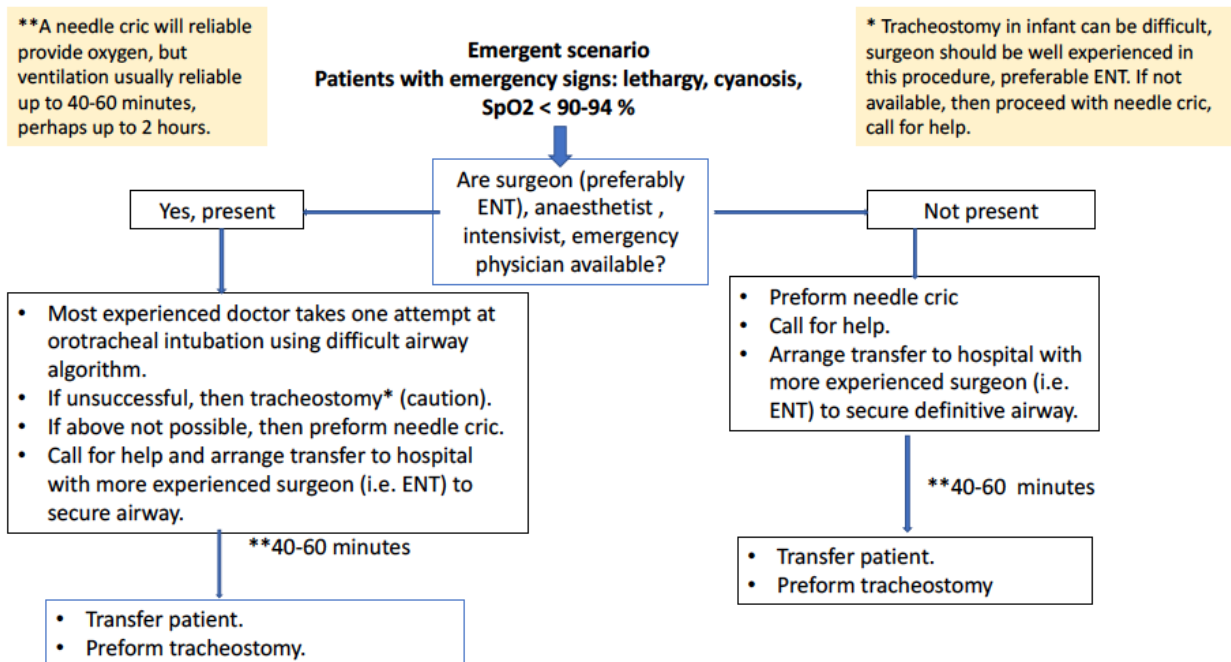 **A needle cric will reliable
provide oxygen, but
ventilation usually reliable
up to 40-60 minutes,
perhaps up to 2 hours.
Emergent scenario
Patients with emergency signs: lethargy, cyanosis,
SpO2 < 90-94 %
* Tracheostomy in infant can be difficult,
surgeon should be well experienced in
this procedure, preferable ENT. If not
available, then proceed with needle cric,
call for help.
Are surgeon (preferably
ENT), anaesthetist ,
intensivist, emergency
physician available?
Yes, present
Not present
• Most experienced doctor takes one attempt at
orotracheal intubation using difficult airway
algorithm.
• If unsuccessful, then tracheostomy* (caution).
• If above not possible, then preform needle cric.
• Call for help and arrange transfer to hospital
with more experienced surgeon (i.e. ENT) to
secure airway.
• Preform needle cric
• Call for help.
• Arrange transfer to hospital with
more experienced surgeon (i.e.
ENT) to secure definitive airway.
**40-60 minutes
**40-60 minutes
• Transfer patient.
• Preform tracheostomy.
• Transfer patient.
• Preform tracheostomy